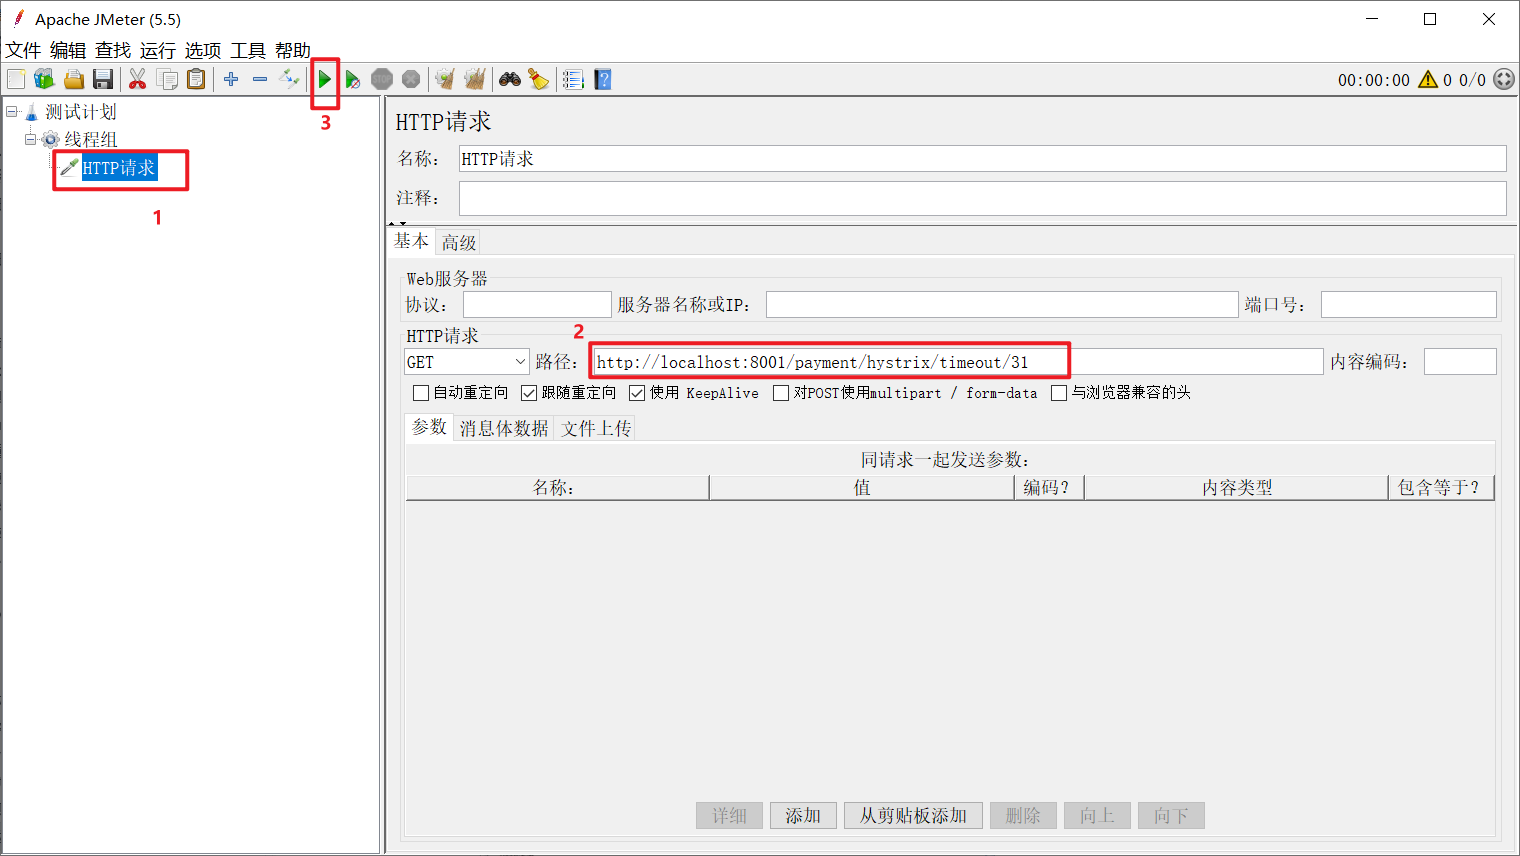 Apache JMeter (5.5)
文件 编辑 查找 运行 选项 工具 帮助
STOP
00:00:00 0 0/0
3
测试计划
线程组
HTTP请求
1
HTTP请求
名称： HTTP请求
注释：
基本 高级
Web服务器
协议： 服务器名称或IP： 端口号：
HTTP请求
2
GET 路径： http://localhost:8001/payment/hystrix/timeout/31 内容编码：
自动重定向 跟随重定向 使用 KeepAlive 对POST使用multipart / form-data 与浏览器兼容的头
参数 消息体数据 文件上传
同请求一起发送参数：
名称： 值 编码？ 内容类型 包含等于？
详细 添加 从剪贴板添加 删除 向上 向下